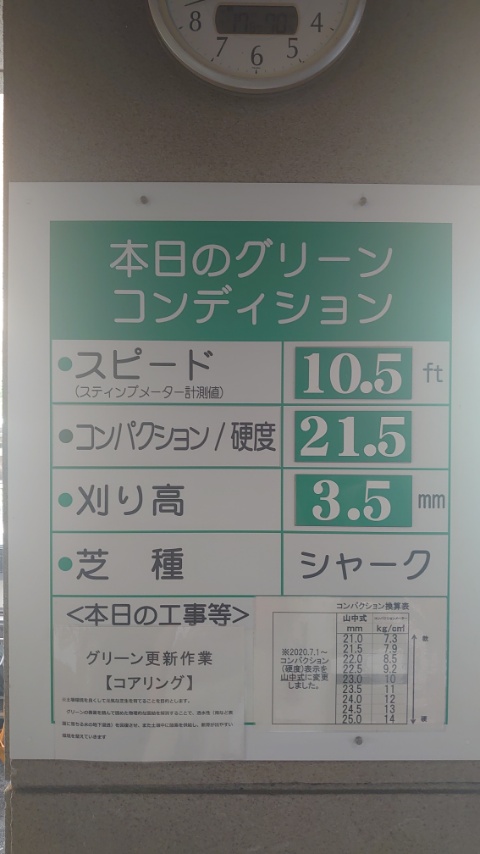 8
7
6
5
4
本日のグリーン
コンディション
●スピード 10.5 ft
(スティンプメーター計測値)
●コンパクション/硬度 21.5
●刈り高 3.5 mm
●芝 種 シャーク
<本日の工事等>
グリーン更新作業
【コアリング】
コンパクション換算表
山中式
mm kg/c㎡
21.0 7.3
21.5 7.9
22.0 8.5
22.5 9.2
23.0 10
23.5 11
24.0 12
24.5 13
25.0 14
軟
硬
※2020.7.1～
コンパクション
(硬度)表示を
山中式に変更
しました。